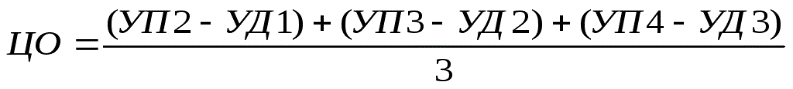 ЦО = (УП2 − УД1) + (УП3 − УД2) + (УП4 − УД3)
3